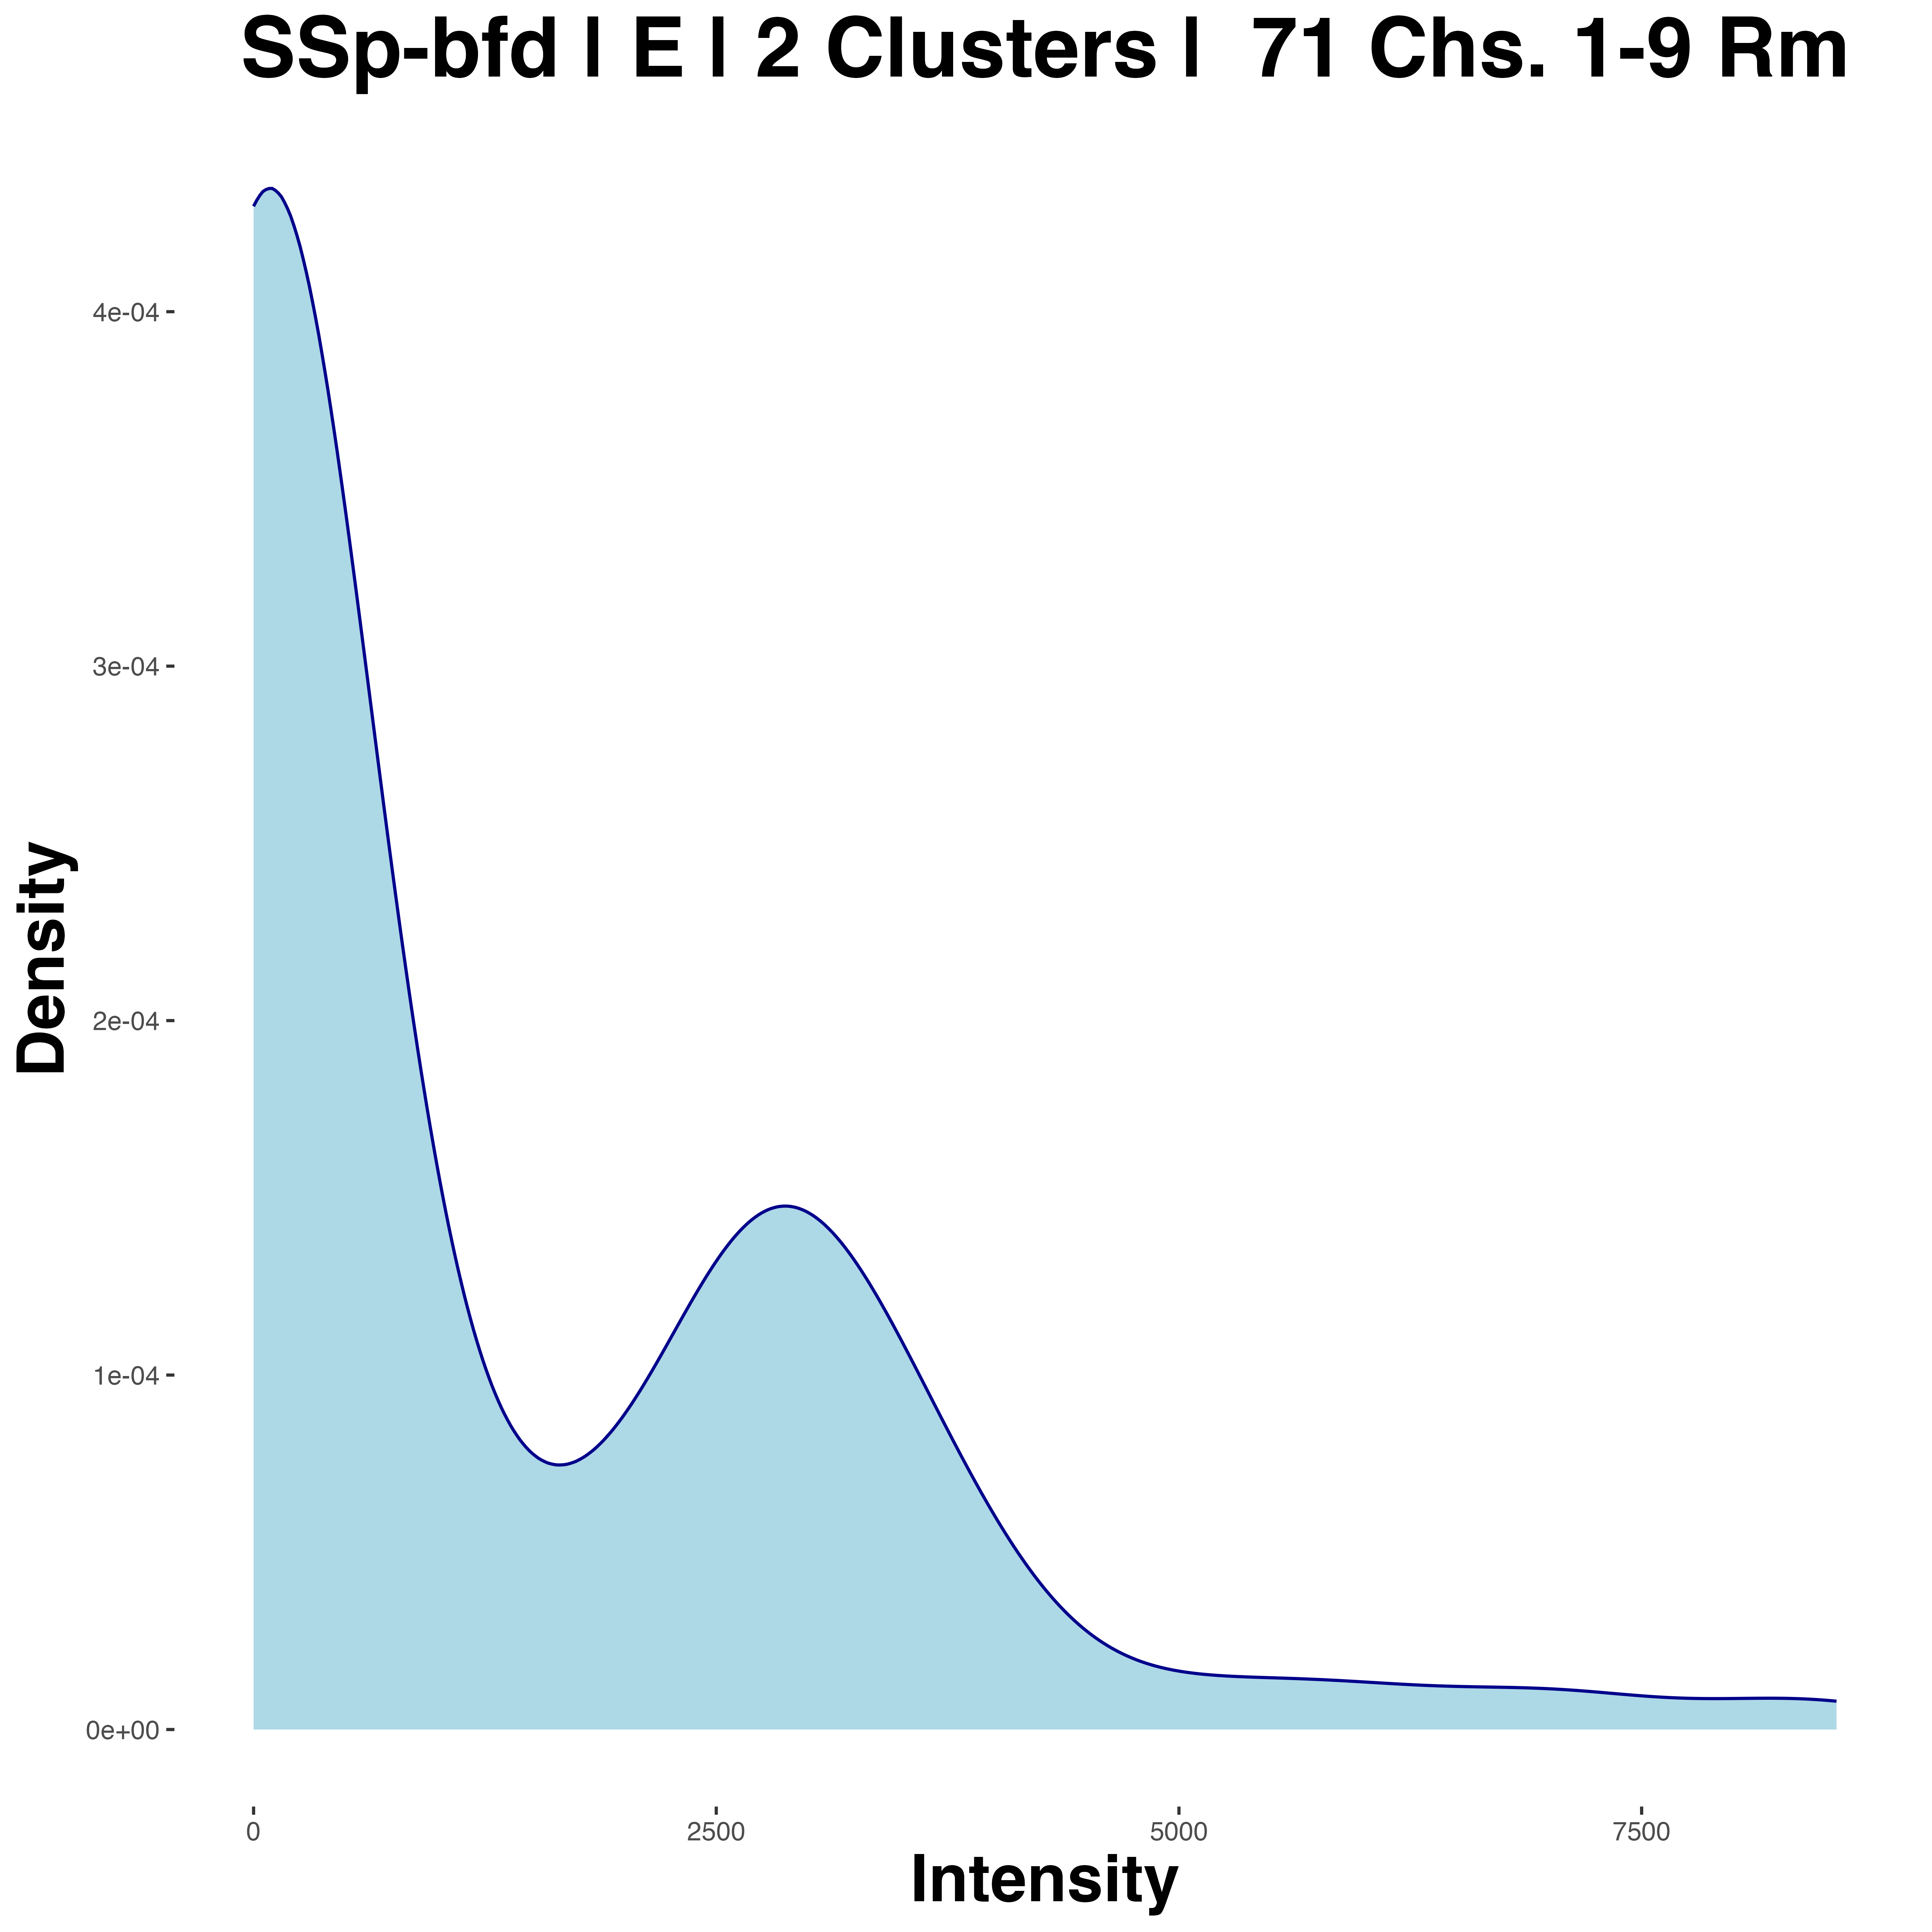 SSp-bfd | E | 2 Clusters | 71 Chs. 1-9 Rm
4e-04
3e-04
2e-04
1e-04
0e+00
Density
0 2500 5000 7500
Intensity